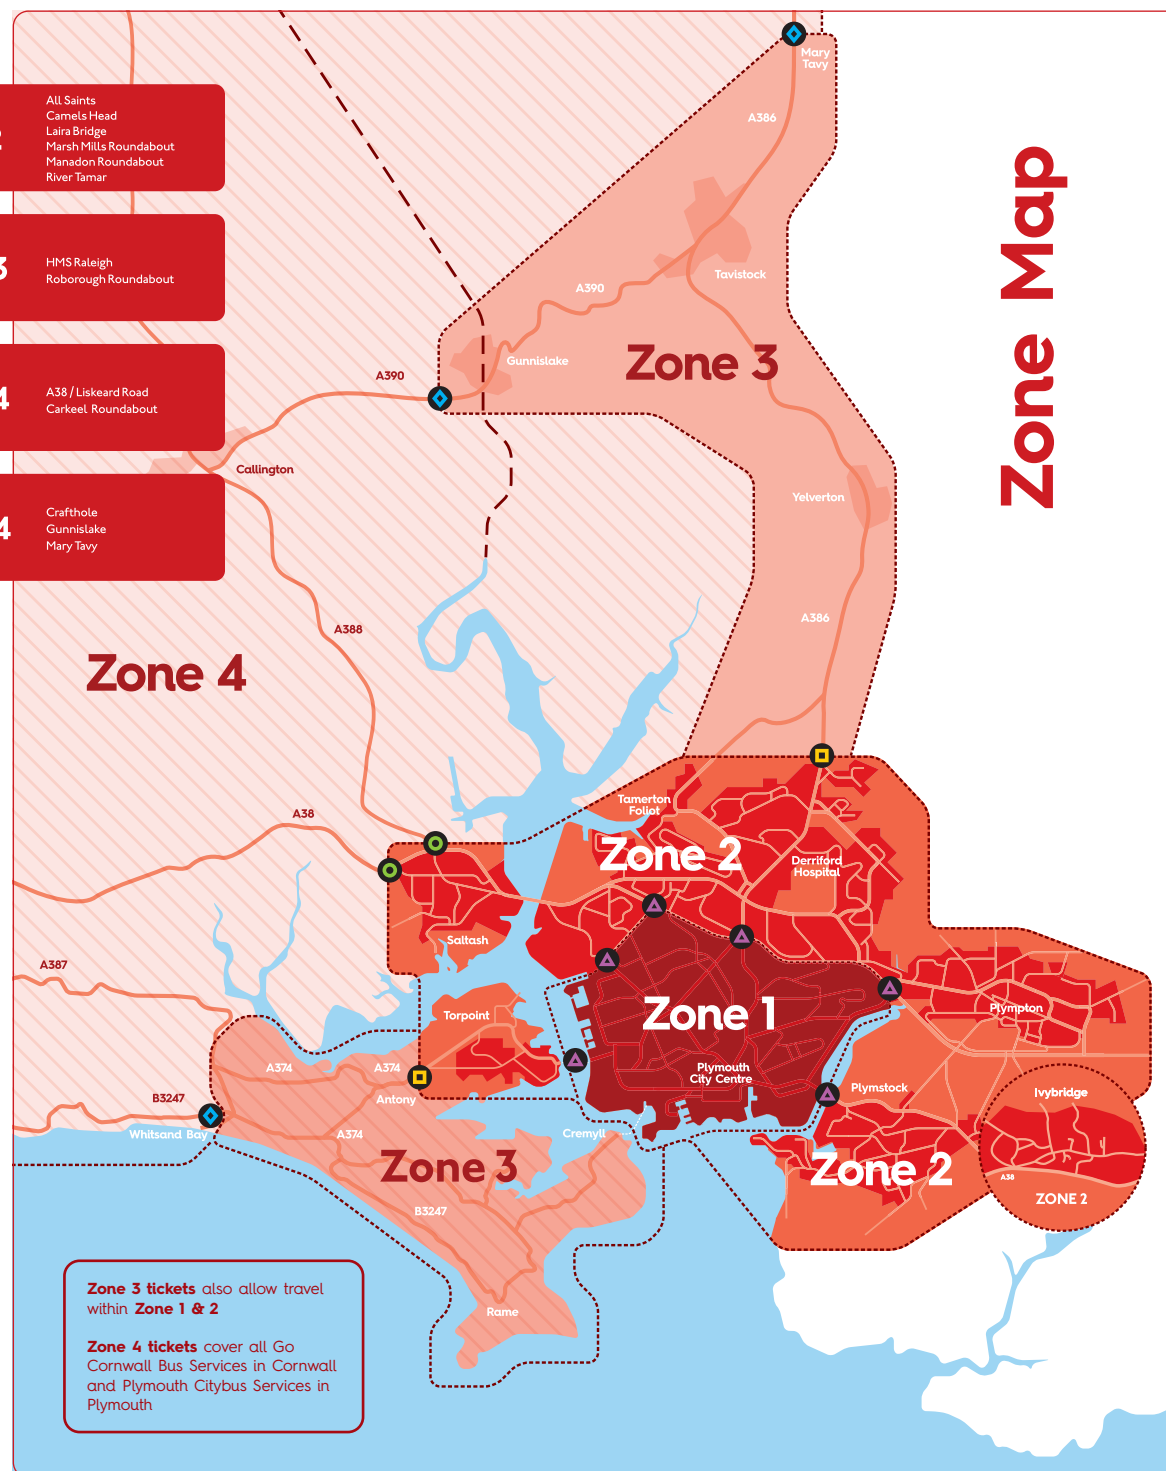 Mary
Tavy
A386
All Saints
Camels Head
Laira Bridge
Marsh Mills Roundabout
Manadon Roundabout
River Tamar
Zone Map
3
HMS Raleigh
Roborough Roundabout
Tavistock
A390
Gunnislake
Zone 3
A390
4
A38 / Liskeard Road
Carkeel Roundabout
Callington
Yelverton
4
Crafthole
Gunnislake
Mary Tavy
A386
A388
Zone 4
Tamerton
Foliot
A38
Zone 2
Derriford
Hospital
Saltash
A387
Torpoint
Zone 1
Plympton
A374
A374
Plymouth
City Centre
Plymstock
Antony
B3247
Ivybridge
Whitsand Bay
A374
Cremyll
Zone 3
Zone 2
A38
ZONE 2
B3247
Rame
Zone 3 tickets also allow travel
within Zone 1 & 2
Zone 4 tickets cover all Go
Cornwall Bus Services in Cornwall
and Plymouth Citybus Services in
Plymouth